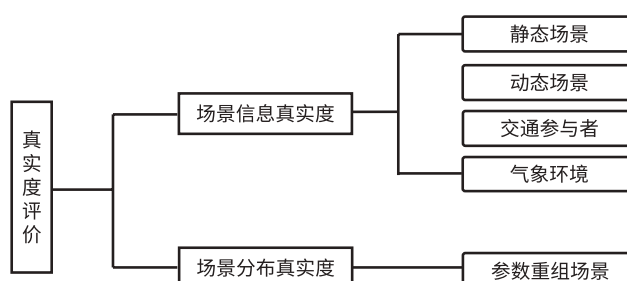 静态场景
动态场景
场景信息真实度
交通参与者
真实度评价
气象环境
场景分布真实度
参数重组场景